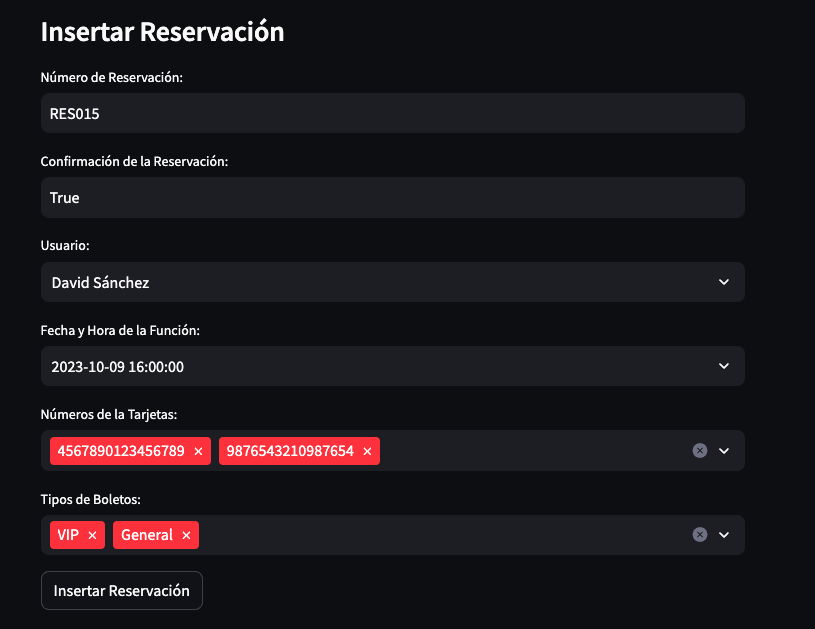 Insertar Reservación
Número de Reservación:
RES015
Confirmación de la Reservación:
True
Usuario:
David Sánchez
Fecha y Hora de la Función:
2023-10-09 16:00:00
Números de la Tarjetas:
4567890123456789 × 9876543210987654 ×
Tipos de Boletos:
VIP × General ×
Insertar Reservación